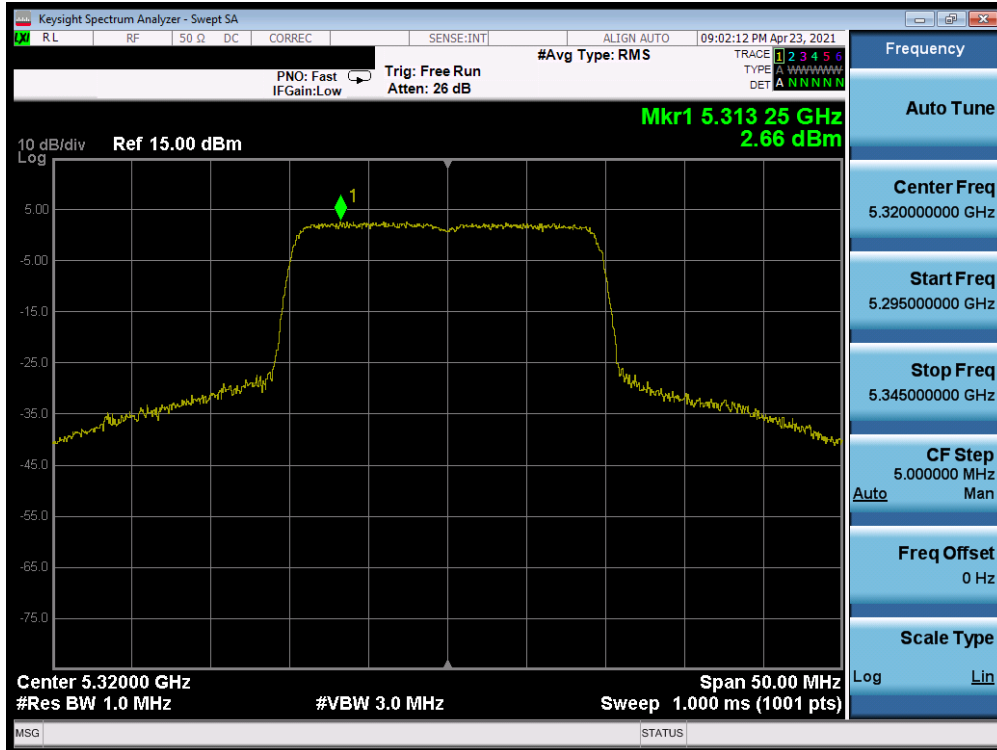 Keysight Spectrum Analyzer - Swept SA
LXI RL RF 50 Ω DC CORREC SENSE:INT ALIGN AUTO 09:02:12 PM Apr 23, 2021
#Avg Type: RMS TRACE 1 2 3 4 5 6
PNO: Fast Trig: Free Run TYPE A WWWWW
IFGain:Low Atten: 26 dB DET A N N N N N
Mkr1 5.313 25 GHz
2.66 dBm
10 dB/div Ref 15.00 dBm
Log
1
5.00
-5.00
-15.0
-25.0
-35.0
-45.0
-55.0
-65.0
-75.0
Center 5.32000 GHz Span 50.00 MHz
#Res BW 1.0 MHz #VBW 3.0 MHz Sweep 1.000 ms (1001 pts)
MSG STATUS
Frequency
Auto Tune
Center Freq
5.320000000 GHz
Start Freq
5.295000000 GHz
Stop Freq
5.345000000 GHz
CF Step
5.000000 MHz
Auto Man
Freq Offset
0 Hz
Scale Type
Log Lin